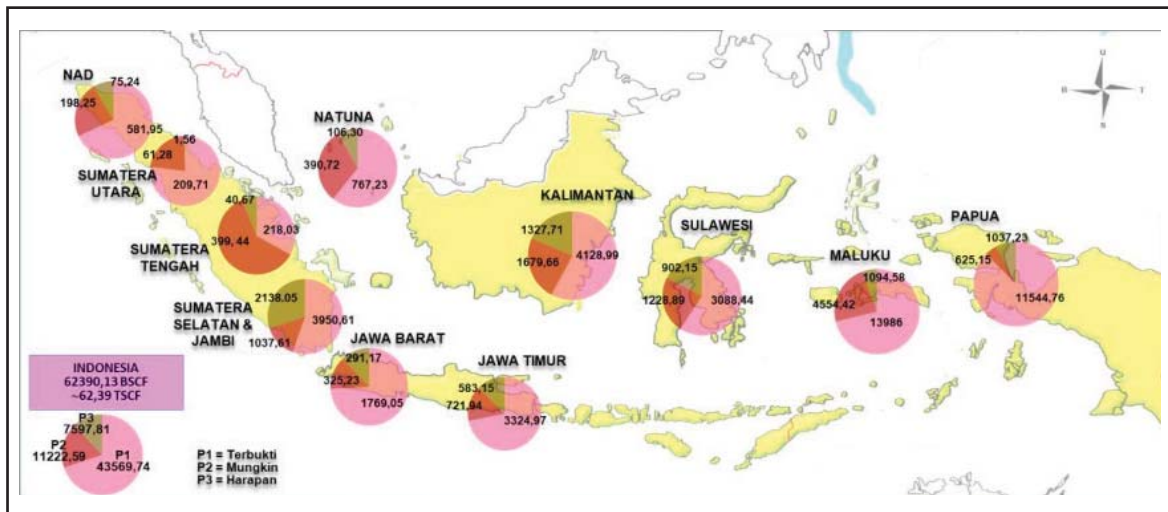 NAD
75,24
198,25
581,95
SUMATERA
UTARA
1,56
61,28
209,71
NATUNA
106,30
390,72
767,23
SUMATERA
TENGAH
40,67
399, 44
218,03
SUMATERA
SELATAN &
JAMBI
2138.05
3950,61
1037,61
KALIMANTAN
1327,71
1679,66
4128,99
SULAWESI
902,15
1228,89
3088,44
MALUKU
1094,58
4554,42
13986
PAPUA
1037,23
625,15
11544,76
JAWA BARAT
291,17
325,23
1769,05
JAWA TIMUR
583,15
721,94
3324,97
U
B
T
S
INDONESIA
62390,13 BSCF
~62,39 TSCF
P3
7597,81
P2
11222,59
P1
43569,74
P1 = Terbukti
P2 = Mungkin
P3 = Harapan